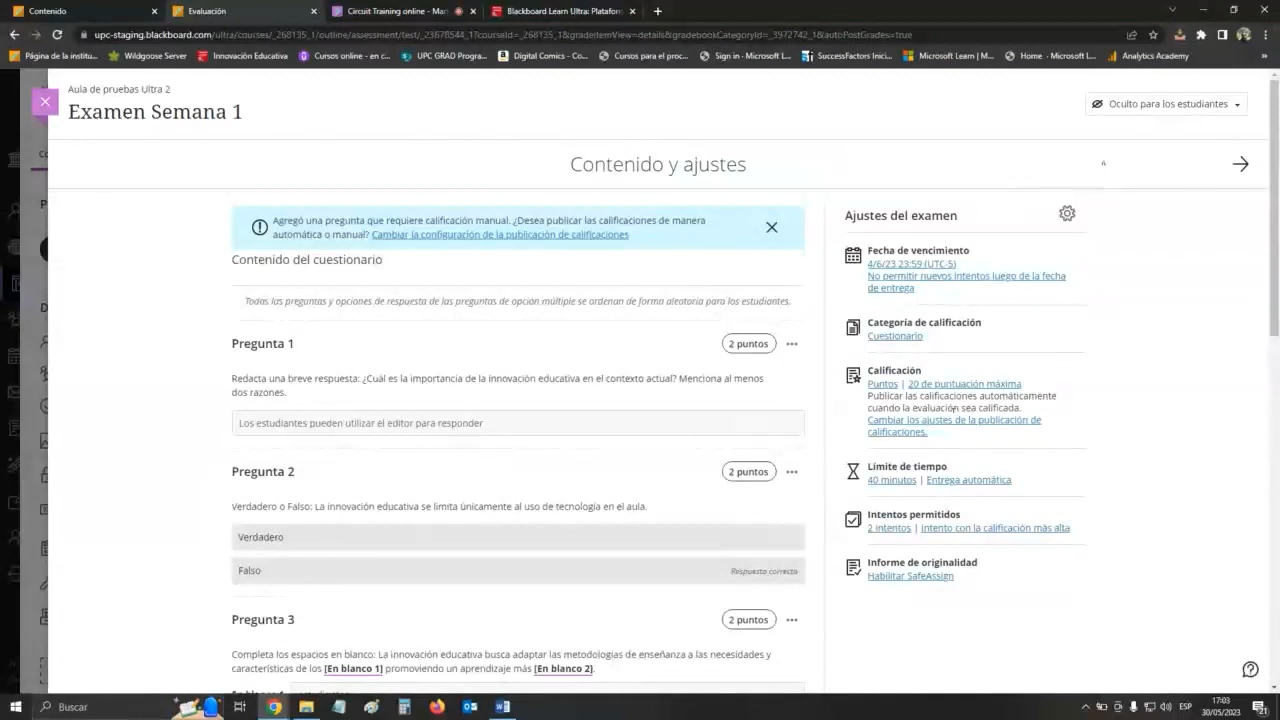 Contenido
Evaluación
Circuit Training online - Mar
Blackboard Learn Ultra Platafor
upc-staging.blackboard.com/ultra/courses/_268135_1/outline/assessment/test/_23678544_1?courseId=_268135_1&gradeItemView=details&gradebookCategoryId=_3972742_1&autoPostGrades=true
Página de la institu...
Wildgoose Server
Innovación Educativa
Cursos online - en c...
UPC GRAD Progra...
Digital Comics - Co...
Cursos para el proc...
Sign in - Microsoft L...
SuccessFactors Inici...
Microsoft Learn | M...
Home - Microsoft L...
Analytics Academy
Aula de pruebas Ultra 2
Examen Semana 1
Oculto para los estudiantes
Contenido y ajustes
Agregó una pregunta que requiere calificación manual. ¿Desea publicar las calificaciones de manera
automática o manual? Cambiar la configuración de la publicación de calificaciones
Contenido del cuestionario
Todas las preguntas y opciones de respuesta de las preguntas de opción múltiple se ordenan de forma aleatoria para los estudiantes.
Pregunta 1
2 puntos
Redacta una breve respuesta: ¿Cuál es la importancia de la innovación educativa en el contexto actual? Menciona al menos
dos razones.
Los estudiantes pueden utilizar el editor para responder
Pregunta 2
2 puntos
Verdadero o Falso: La innovación educativa se limita únicamente al uso de tecnología en el aula.
Verdadero
Falso
Respuesta correcta
Pregunta 3
2 puntos
Completa los espacios en blanco: La innovación educativa busca adaptar las metodologías de enseñanza a las necesidades y
características de los [En blanco 1] promoviendo un aprendizaje más [En blanco 2].
Ajustes del examen
Fecha de vencimiento
4/6/23 23:59 (UTC-5)
No permitir nuevos intentos luego de la fecha
de entrega
Categoría de calificación
Cuestionario
Calificación
Puntos | 20 de puntuación máxima
Publicar las calificaciones automáticamente
cuando la evaluación sea calificada.
Cambiar los ajustes de la publicación de
calificaciones.
Límite de tiempo
40 minutos | Entrega automática
Intentos permitidos
2 intentos | Intento con la calificación más alta
Informe de originalidad
Habilitar SafeAssign
Buscar
ESP
17:03
30/05/2023
21